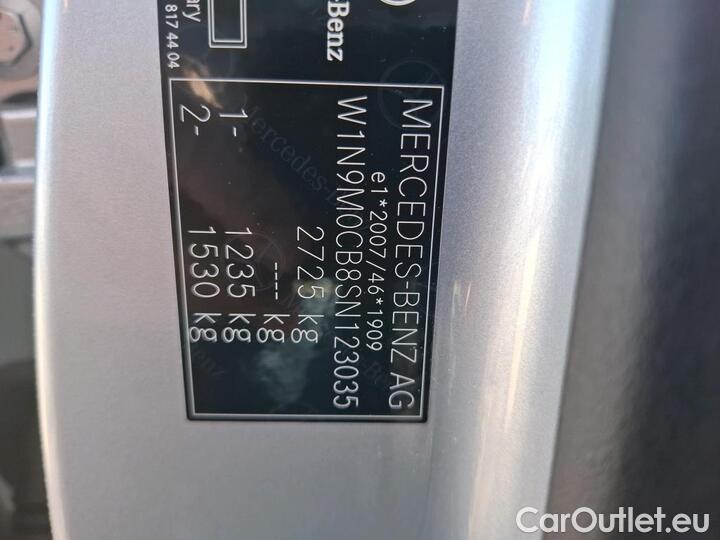 ary
817 44 04
-Benz
MERCEDES-BENZ AG
e1*2007/46*1909
W1N9M0CB8SN123035
2725 kg
---- kg
1- 1235 kg
2- 1530 kg
CarOutlet.eu